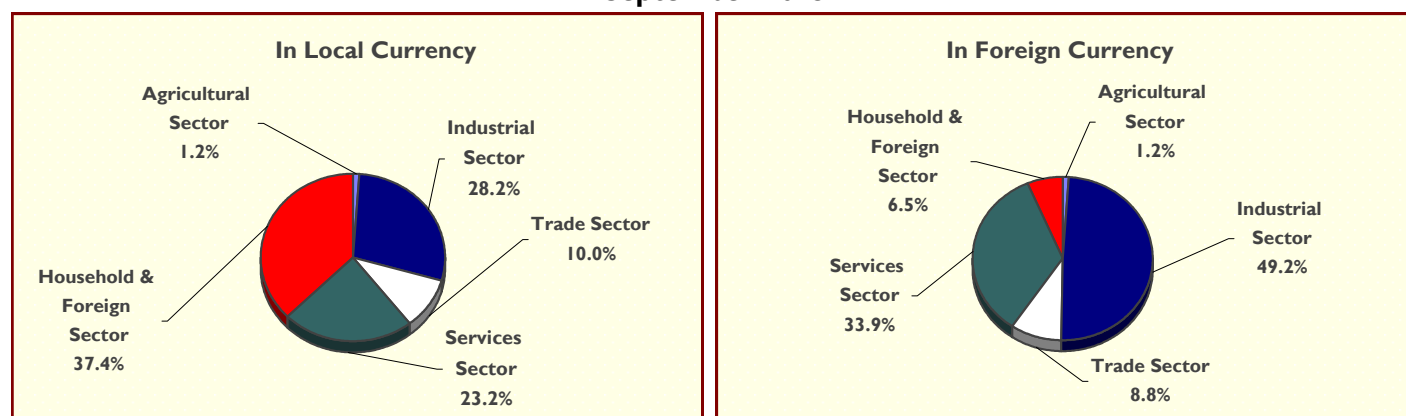 In Local Currency
Agricultural
Sector
1.2%
Industrial
Sector
28.2%
Trade Sector
10.0%
Services
Sector
23.2%
Household &
Foreign
Sector
37.4%
In Foreign Currency
Agricultural
Sector
1.2%
Industrial
Sector
49.2%
Trade Sector
8.8%
Services
Sector
33.9%
Household &
Foreign
Sector
6.5%